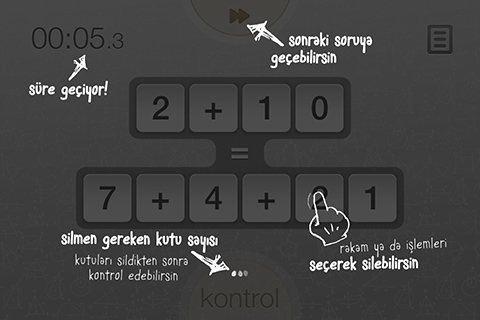 00:05.3
sonraki soruya
geçebilirsin
süre geçiyor!
2 + 1 0
=
7 + 4 + 2 1
silmen gereken kutu sayısı
kutuları sildikten sonra
kontrol edebilirsin
rakam ya da işlemleri
seçerek silebilirsin
kontrol